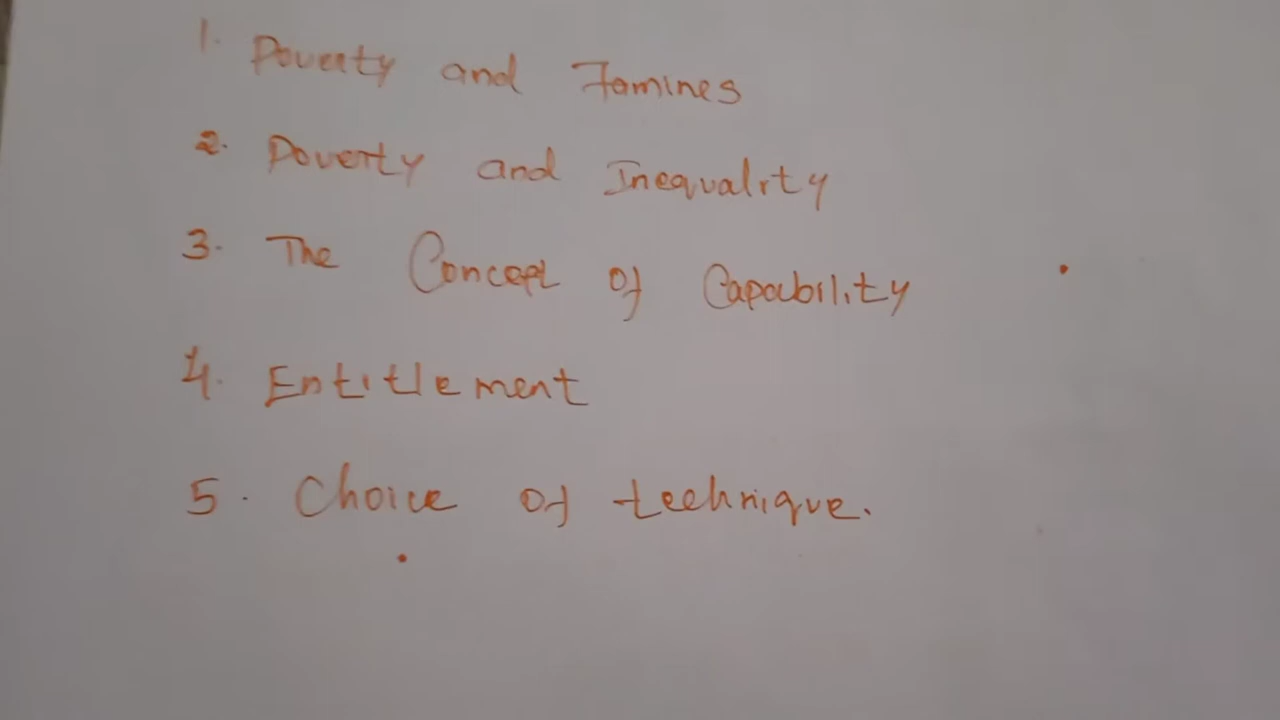 1. Poverty and Famines
2. Poverty and Inequality
3. The Concept of Capability
4. Entitlement
5. Choice of technique.